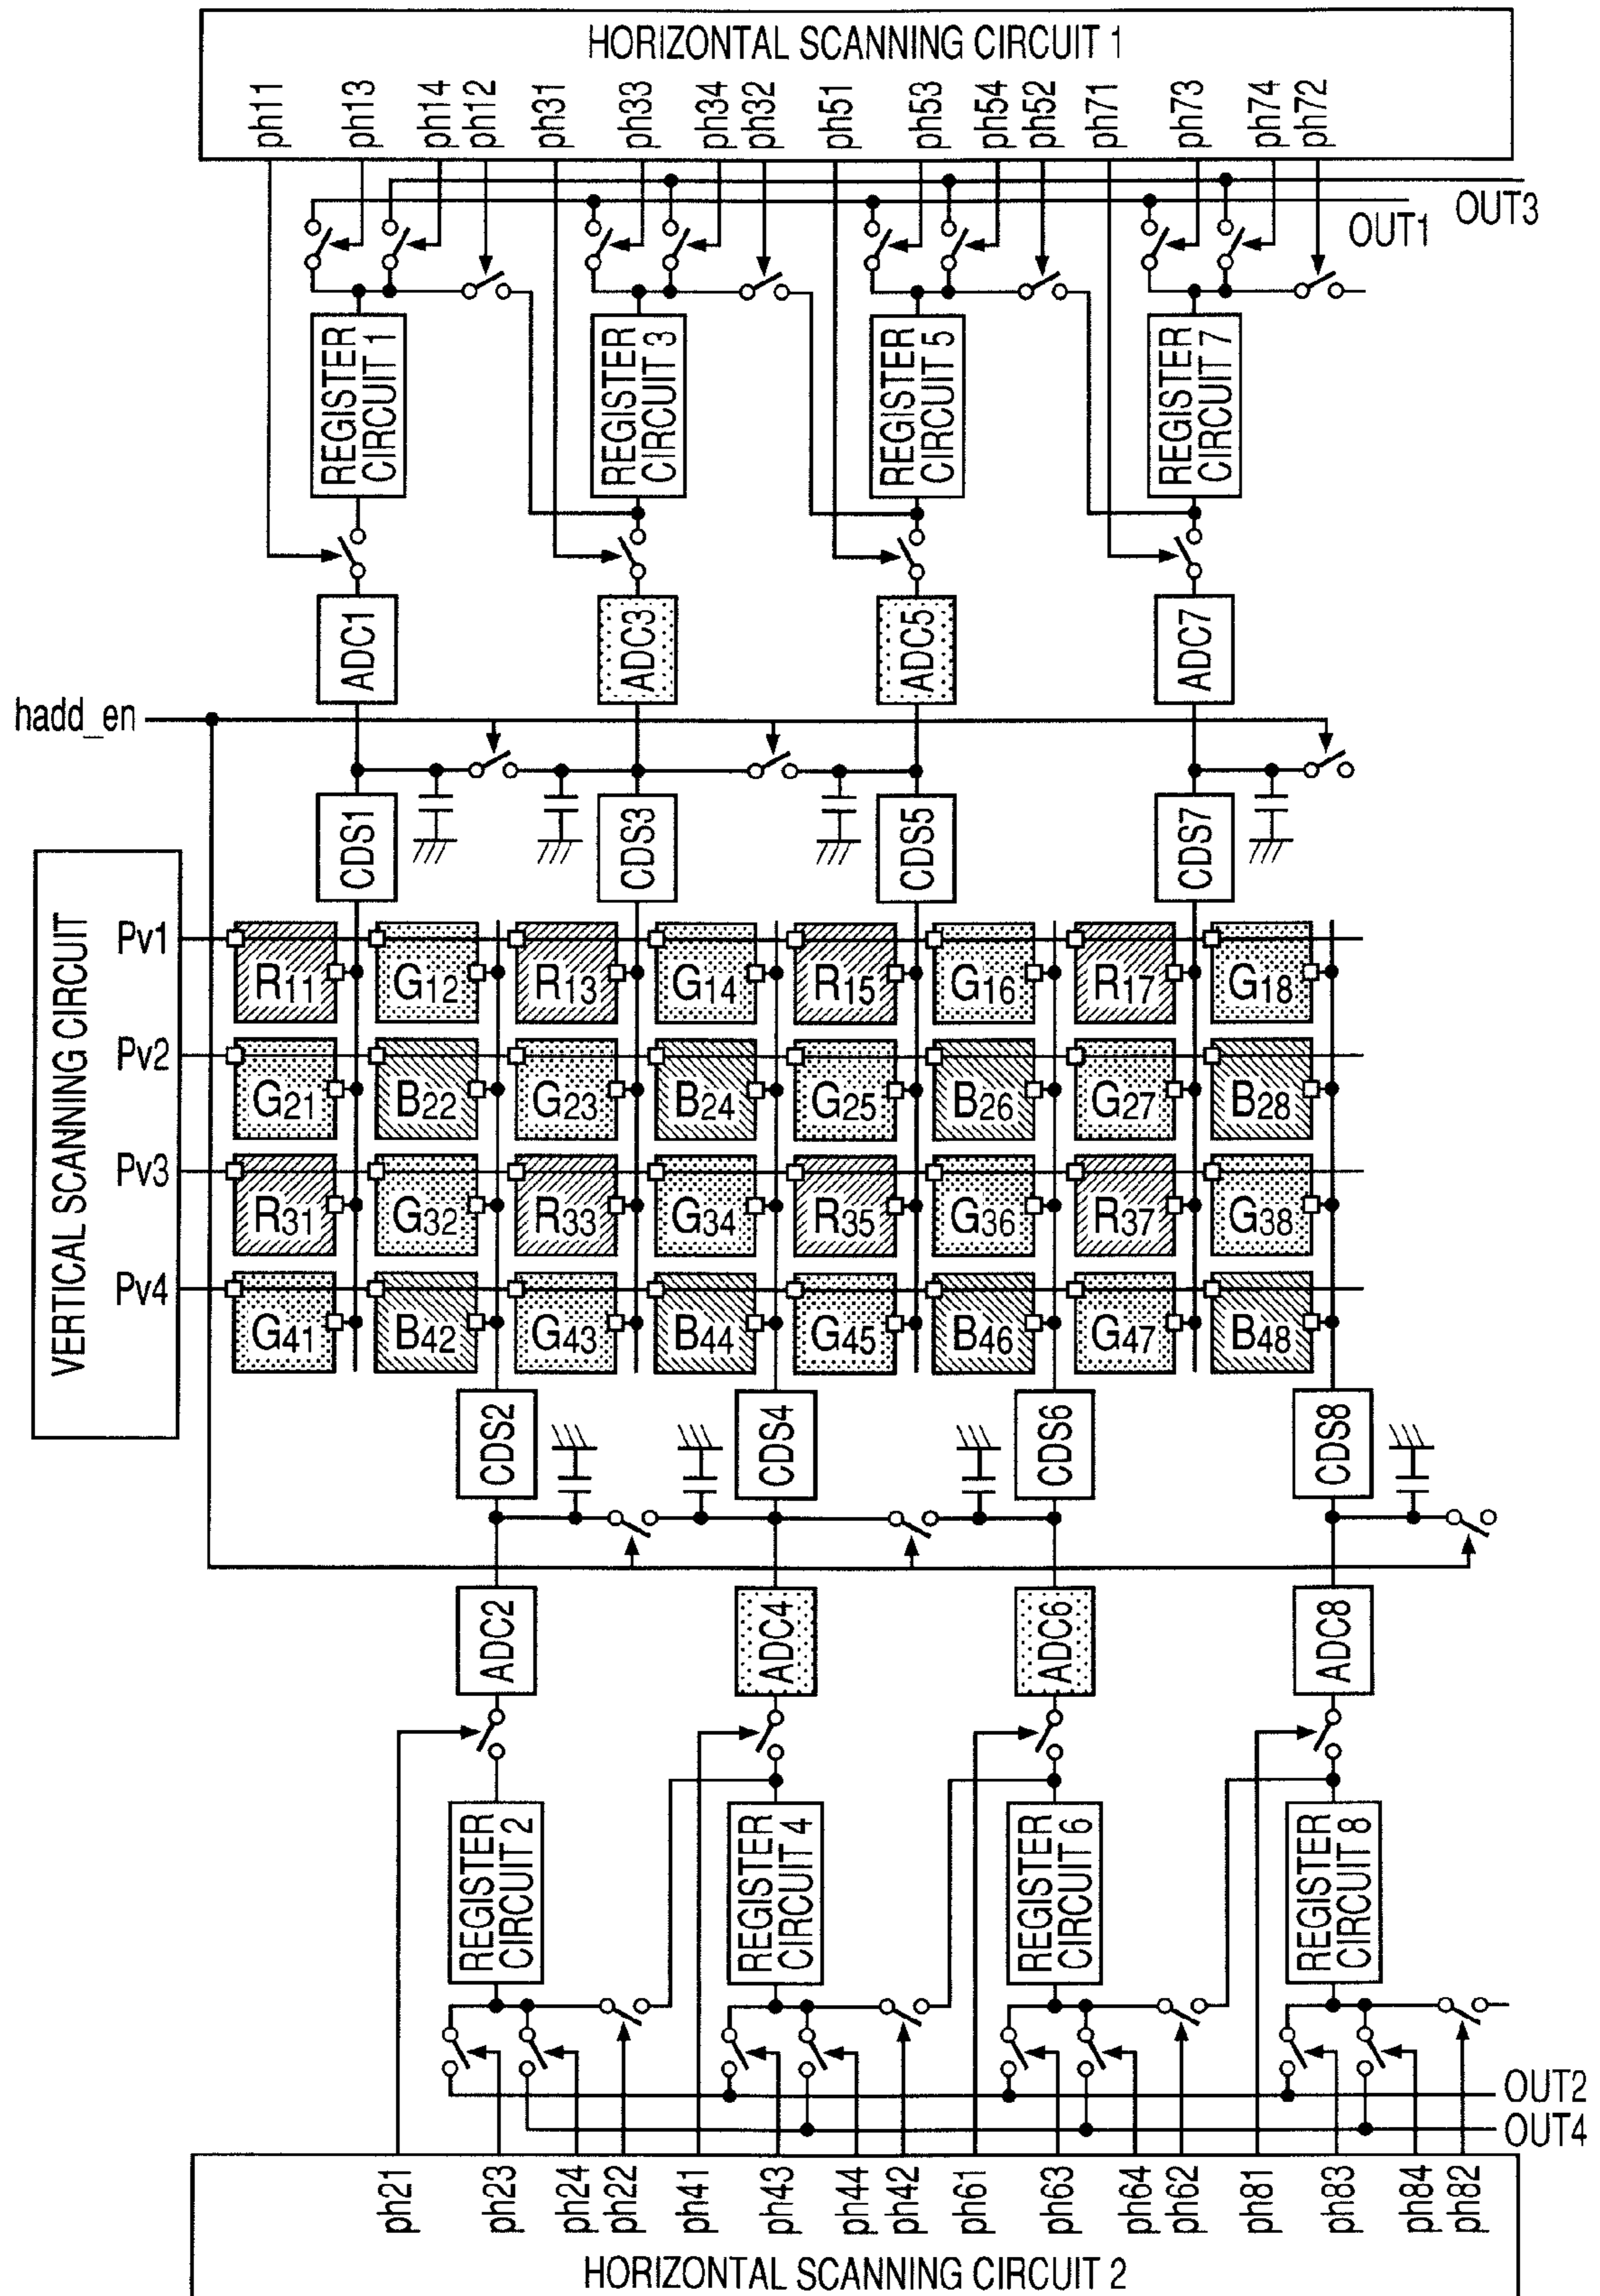 HORIZONTAL SCANNING CIRCUIT 1
ph11 ph13 ph14 ph12 ph31 ph33 ph34 ph32 ph51 ph53 ph54 ph52 ph71 ph73 ph74 ph72
OUT3
OUT1
REGISTER CIRCUIT 1
REGISTER CIRCUIT 3
REGISTER CIRCUIT 5
REGISTER CIRCUIT 7
ADC1 ADC3 ADC5 ADC7
hadd_en
CDS1 CDS3 CDS5 CDS7
VERTICAL SCANNING CIRCUIT
Pv1
R11 G12 R13 G14 R15 G16 R17 G18
Pv2
G21 B22 G23 B24 G25 B26 G27 B28
Pv3
R31 G32 R33 G34 R35 G36 R37 G38
Pv4
G41 B42 G43 B44 G45 B46 G47 B48
CDS2 CDS4 CDS6 CDS8
ADC2 ADC4 ADC6 ADC8
REGISTER CIRCUIT 2
REGISTER CIRCUIT 4
REGISTER CIRCUIT 6
REGISTER CIRCUIT 8
OUT2
OUT4
ph21 ph23 ph24 ph22 ph41 ph43 ph44 ph42 ph61 ph63 ph64 ph62 ph81 ph83 ph84 ph82
HORIZONTAL SCANNING CIRCUIT 2